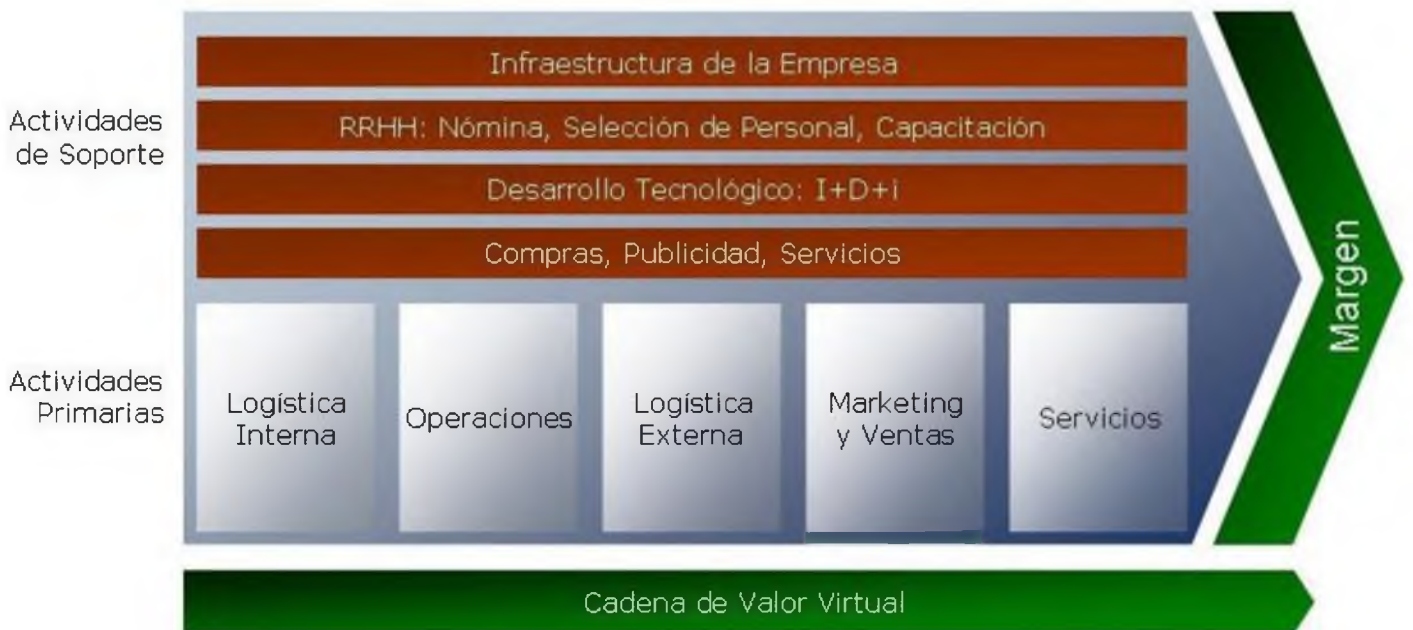 Infraestructura de la Empresa
Actividades
de Soporte
RRHH: Nómina, Selección de Personal, Capacitación
Desarrollo Tecnológico: I+D+i
Compras, Publicidad, Servicios
Margen
Actividades
Primarias
Logística
Interna
Operaciones
Logística
Externa
Marketing
y Ventas
Servicios
Cadena de Valor Virtual